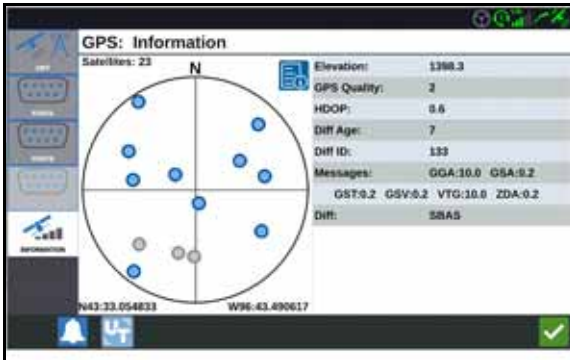 GPS: Information
Satellites: 23
N
Elevation: 1398.3
GPS Quality: 2
HDOP: 0.6
Diff Age: 7
Diff ID: 133
Messages: GGA:10.0 GSA:0.2
GST:0.2 GSV:0.2 VTG:10.0 ZDA:0.2
Diff: SBAS
INFORMATION
N43:33.054833 W96:43.490617
UT